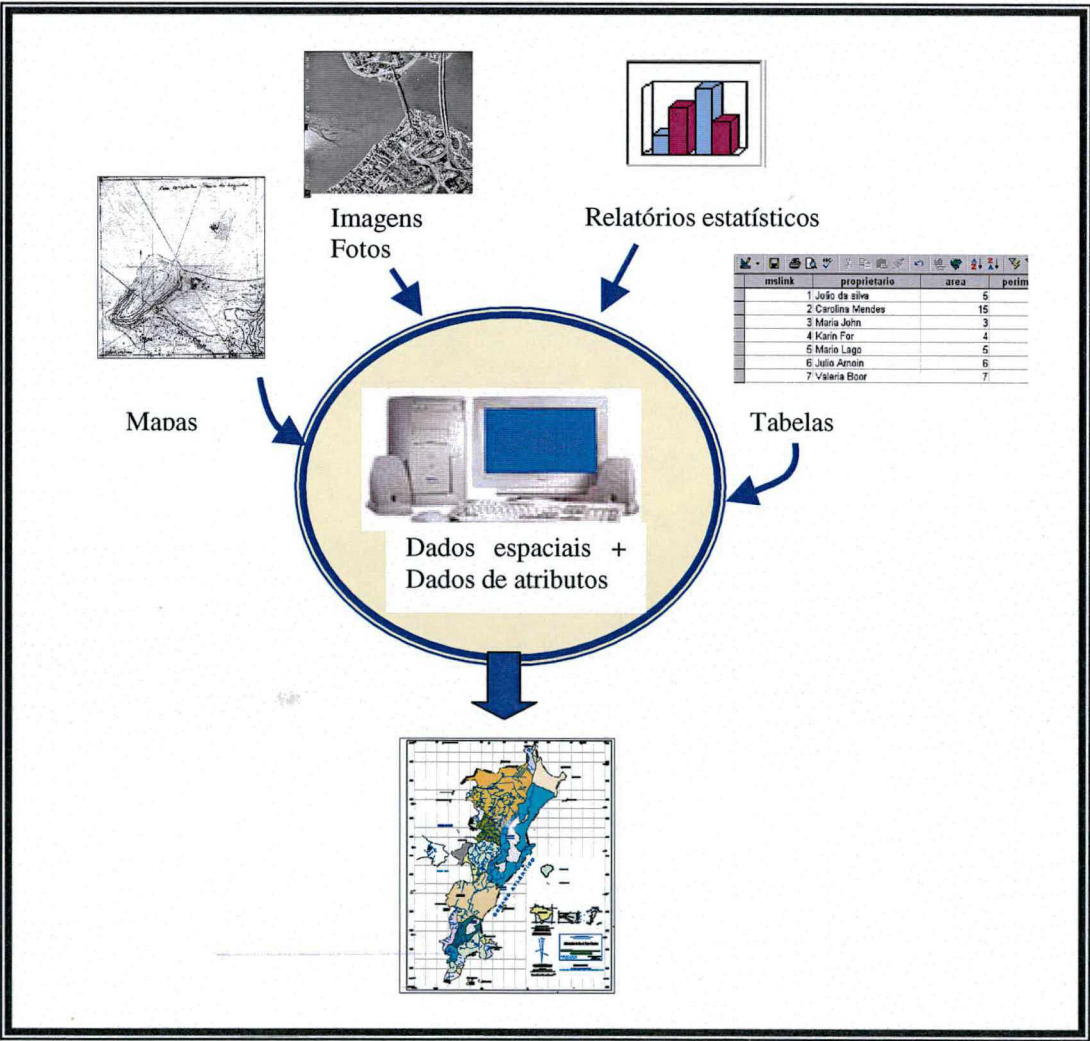 Imagens
Fotos
Relatórios estatísticos
mslink proprietario area perim
1 João da silva 5
2 Carolina Mendes 15
3 Maria John 3
4 Karin For 4
5 Mario Lago 5
6 Julio Amoin 6
7 Valeria Boor 7
Mapas
Tabelas
Dados espaciais +
Dados de atributos
OCEANO ATLÂNTICO